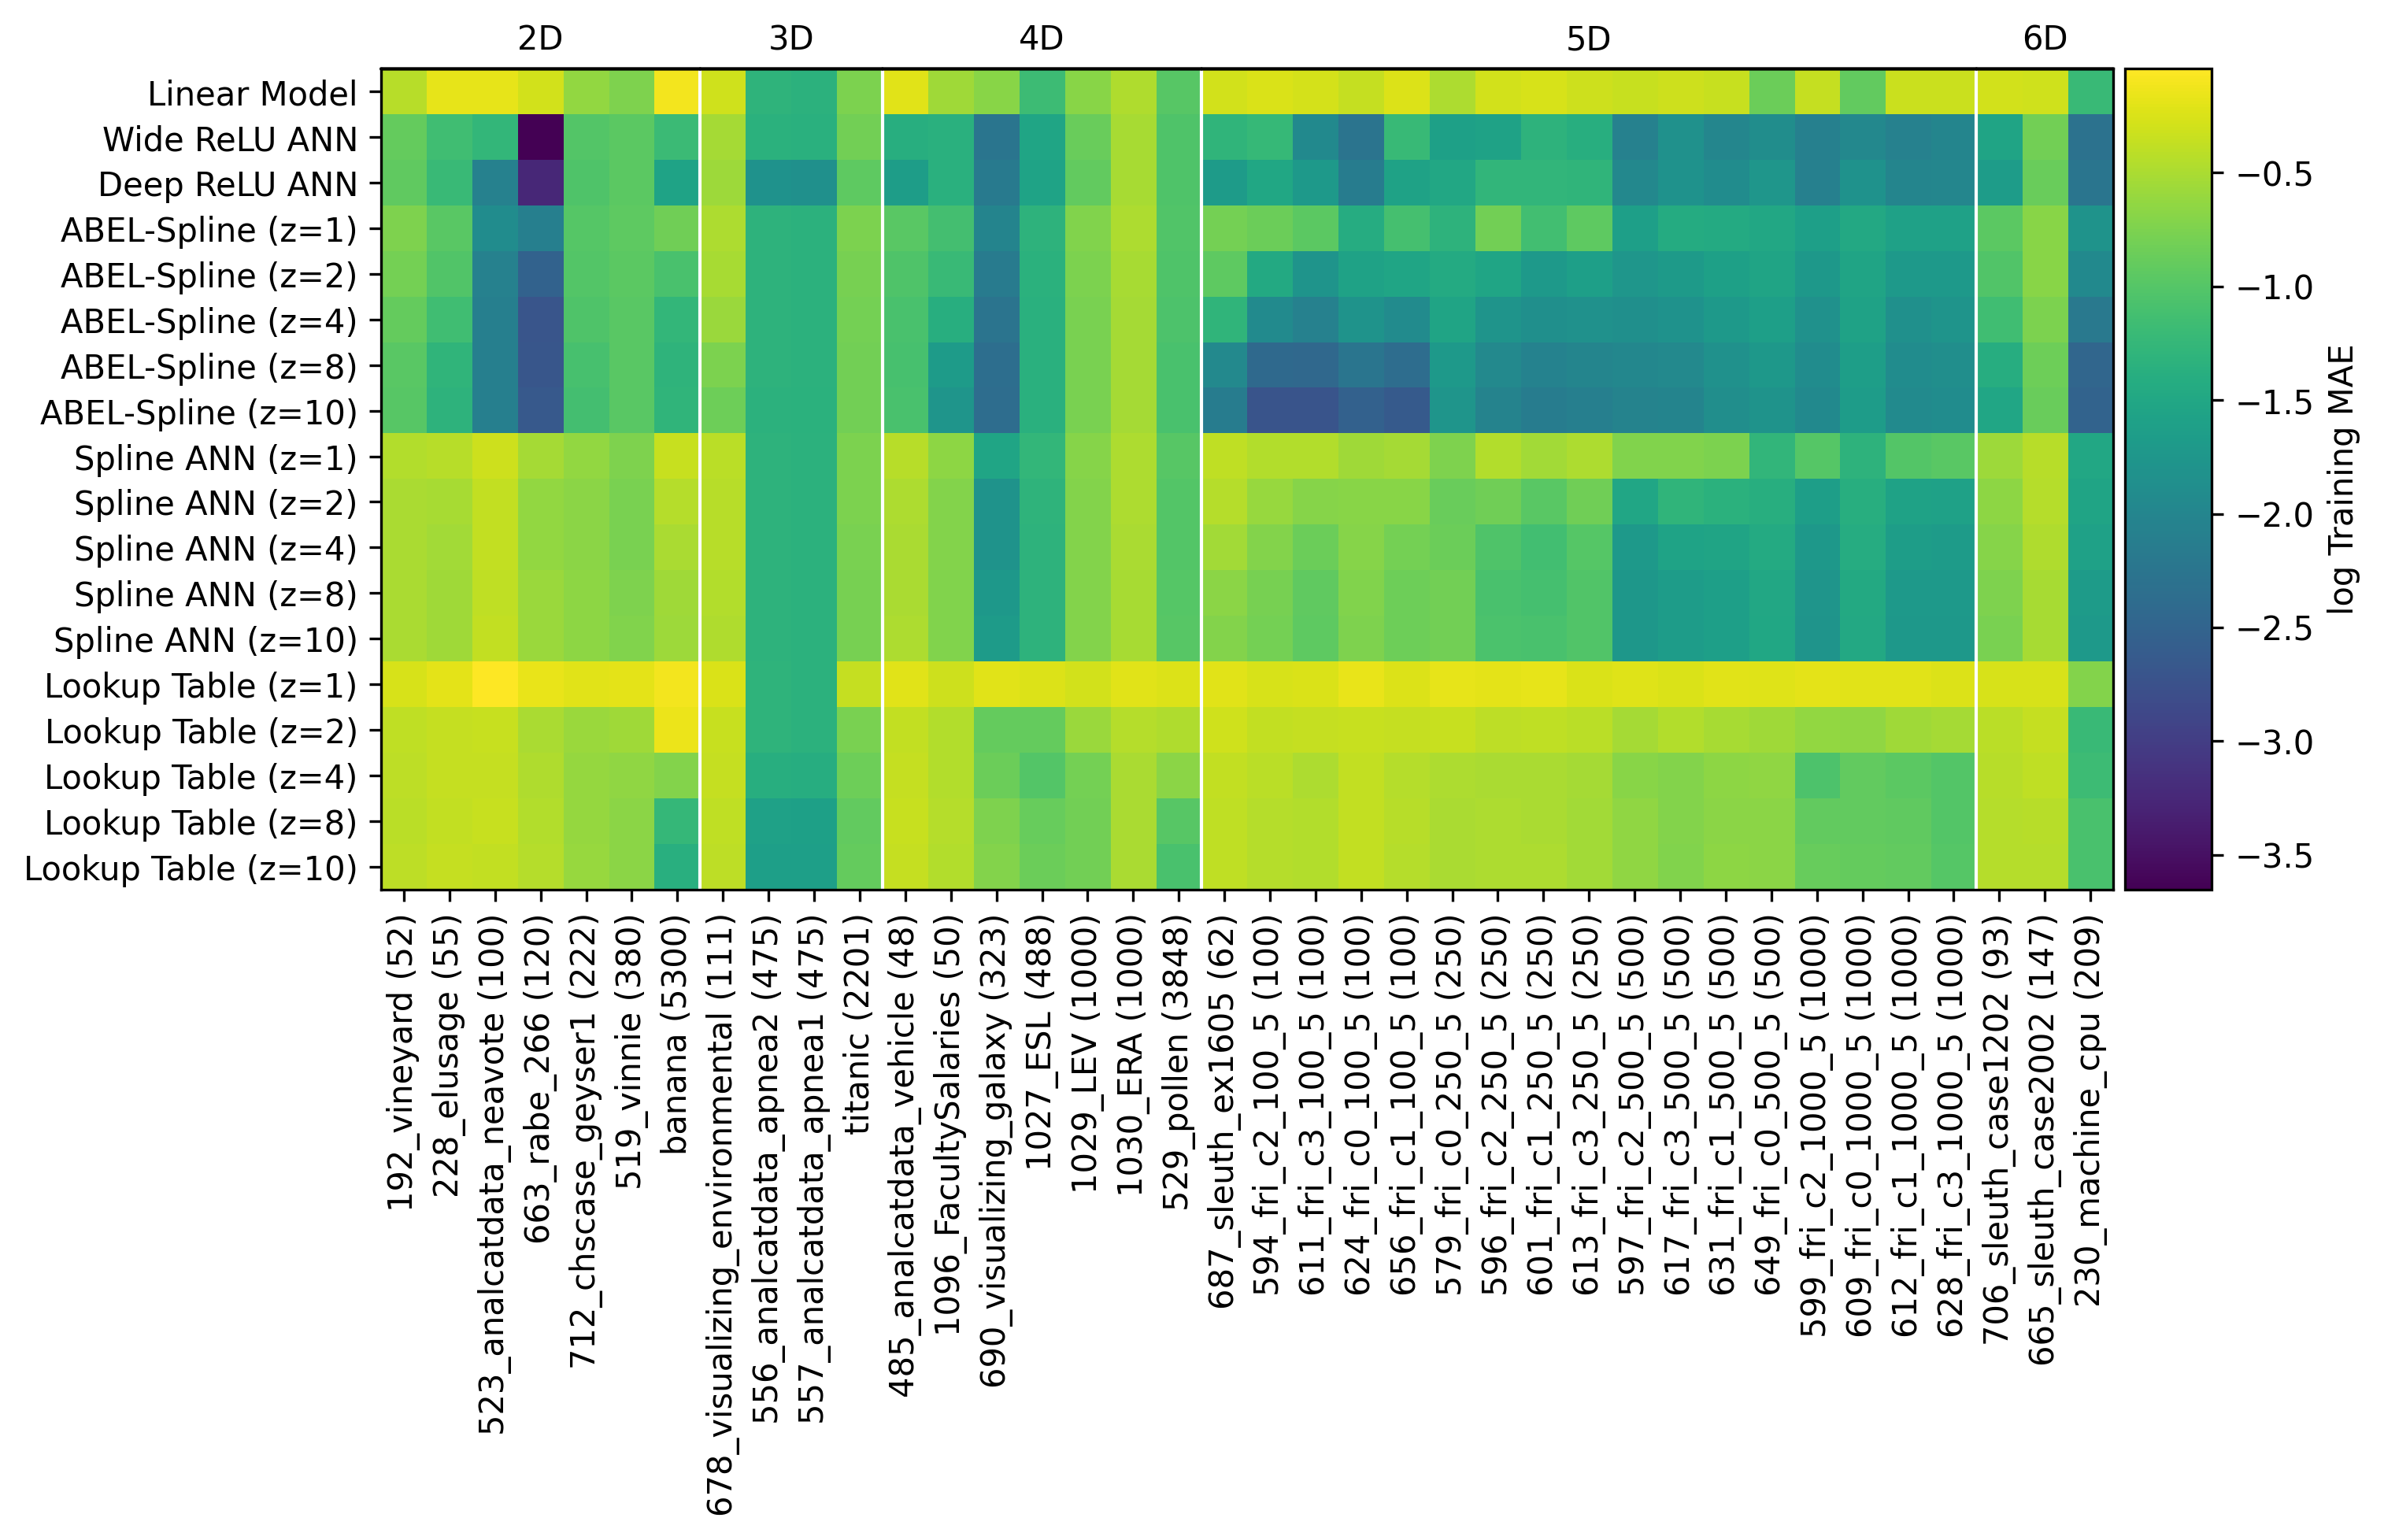 2D 3D 4D 5D 6D
Linear Model
Wide ReLU ANN
Deep ReLU ANN
ABEL-Spline (z=1)
ABEL-Spline (z=2)
ABEL-Spline (z=4)
ABEL-Spline (z=8)
ABEL-Spline (z=10)
Spline ANN (z=1)
Spline ANN (z=2)
Spline ANN (z=4)
Spline ANN (z=8)
Spline ANN (z=10)
Lookup Table (z=1)
Lookup Table (z=2)
Lookup Table (z=4)
Lookup Table (z=8)
Lookup Table (z=10)
192_vineyard (52)
228_elusage (55)
523_analcatdata_neavote (100)
663_rabe_266 (120)
712_chscase_geyser1 (222)
519_vinnie (380)
banana (5300)
678_visualizing_environmental (111)
556_analcatdata_apnea2 (475)
557_analcatdata_apnea1 (475)
titanic (2201)
485_analcatdata_vehicle (48)
1096_FacultySalaries (50)
690_visualizing_galaxy (323)
1027_ESL (488)
1029_LEV (1000)
1030_ERA (1000)
529_pollen (3848)
687_sleuth_ex1605 (62)
594_fri_c2_100_5 (100)
611_fri_c3_100_5 (100)
624_fri_c0_100_5 (100)
656_fri_c1_100_5 (100)
579_fri_c0_250_5 (250)
596_fri_c2_250_5 (250)
601_fri_c1_250_5 (250)
613_fri_c3_250_5 (250)
597_fri_c2_500_5 (500)
617_fri_c3_500_5 (500)
631_fri_c1_500_5 (500)
649_fri_c0_500_5 (500)
599_fri_c2_1000_5 (1000)
609_fri_c0_1000_5 (1000)
612_fri_c1_1000_5 (1000)
628_fri_c3_1000_5 (1000)
706_sleuth_case1202 (93)
665_sleuth_case2002 (147)
230_machine_cpu (209)
−0.5
−1.0
−1.5
−2.0
−2.5
−3.0
−3.5
log Training MAE